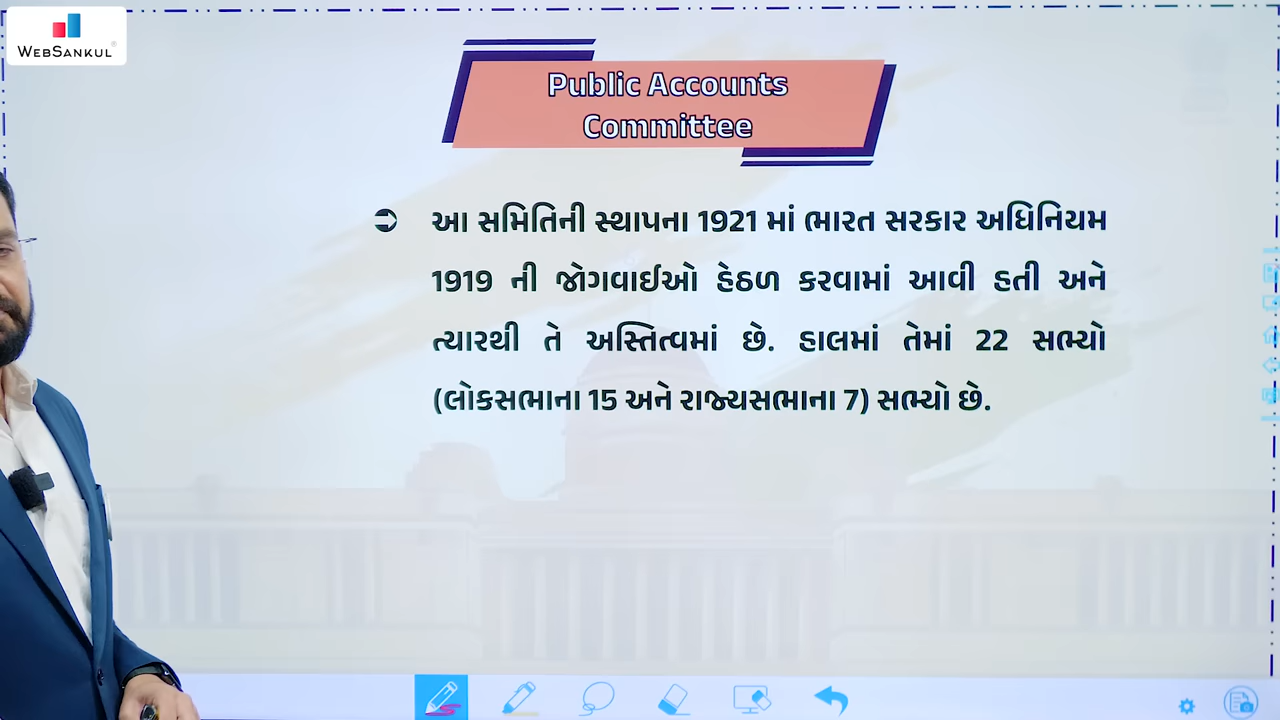 WEBSANKUL
Public Accounts
Committee
આ સમિતિની સ્થાપના 1921 માં ભારત સરકાર અધિનિયમ
1919 ની જોગવાઈઓ હેઠળ કરવામાં આવી હતી અને
ત્યારથી તે અસ્તિત્વમાં છે. હાલમાં તેમાં 22 સભ્યો
(લોકસભાના 15 અને રાજ્યસભાના 7) સભ્યો છે.